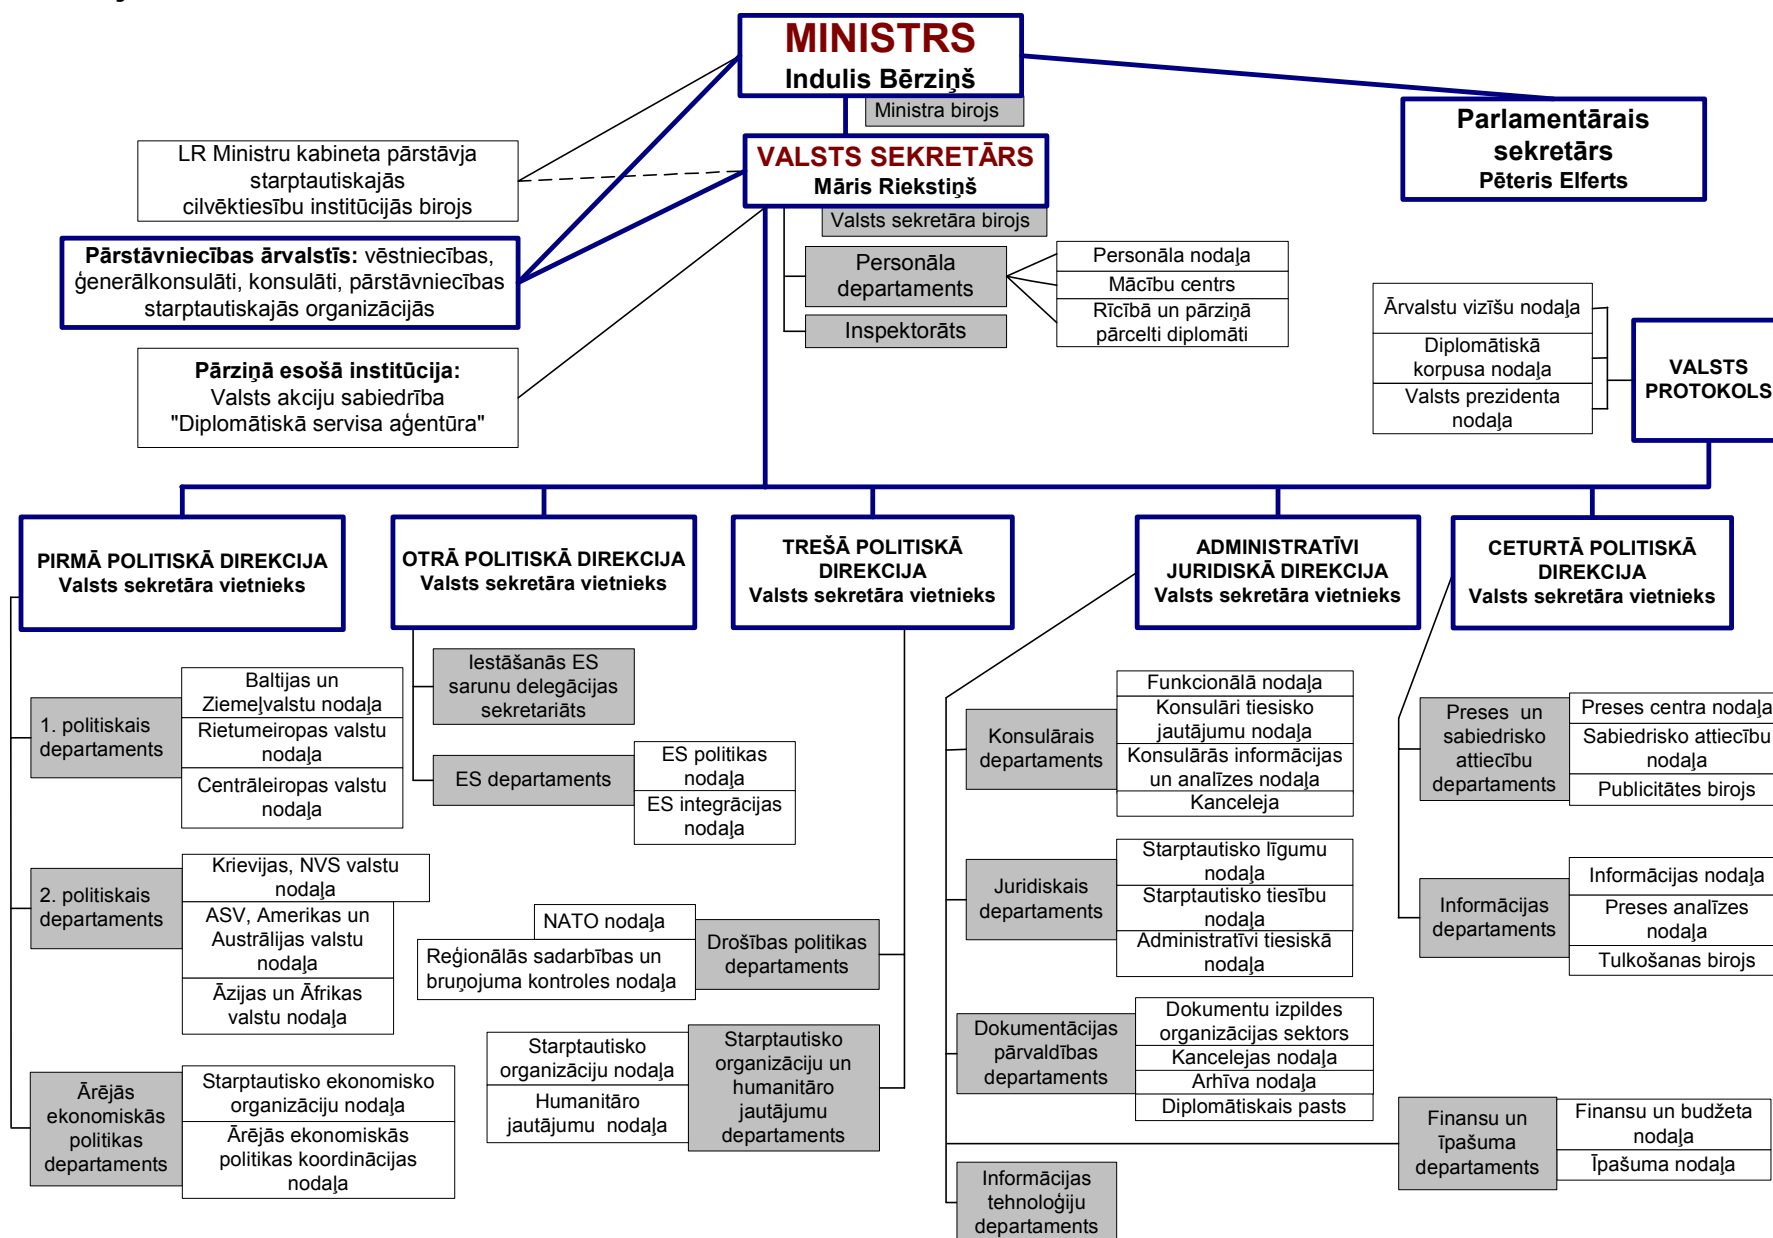 MINISTRS
Indulis Bērziņš
Ministra birojs
Parlamentārais
sekretārs
Pēteris Elferts
LR Ministru kabineta pārstāvja
starptautiskajās
cilvēktiesību institūcijās birojs
VALSTS SEKRETĀRS
Māris Riekstiņš
Valsts sekretāra birojs
Pārstāvniecības ārvalstīs: vēstniecības,
ģenerālkonsulāti, konsulāti, pārstāvniecības
starptautiskajās organizācijās
Personāla
departaments
Personāla nodaļa
Mācību centrs
Rīcībā un pārziņā
pārcelti diplomāti
Inspektorāts
Pārziņā esošā institūcija:
Valsts akciju sabiedrība
"Diplomātiskā servisa aģentūra"
Ārvalstu vizīšu nodaļa
Diplomātiskā
korpusa nodaļa
Valsts prezidenta
nodaļa
VALSTS
PROTOKOLS
PIRMĀ POLITISKĀ DIREKCIJA
Valsts sekretāra vietnieks
OTRĀ POLITISKĀ DIREKCIJA
Valsts sekretāra vietnieks
TREŠĀ POLITISKĀ
DIREKCIJA
Valsts sekretāra vietnieks
ADMINISTRATĪVI
JURIDISKĀ DIREKCIJA
Valsts sekretāra vietnieks
CETURTĀ POLITISKĀ
DIREKCIJA
Valsts sekretāra vietnieks
1. politiskais
departaments
Baltijas un
Ziemeļvalstu nodaļa
Rietumeiropas valstu
nodaļa
Centrāleiropas valstu
nodaļa
2. politiskais
departaments
Krievijas, NVS valstu
nodaļa
ASV, Amerikas un
Austrālijas valstu
nodaļa
Āzijas un Āfrikas
valstu nodaļa
Ārējās
ekonomiskās
politikas
departaments
Starptautisko ekonomisko
organizāciju nodaļa
Ārējās ekonomiskās
politikas koordinācijas
nodaļa
Iestāšanās ES
sarunu delegācijas
sekretariāts
ES departaments
ES politikas
nodaļa
ES integrācijas
nodaļa
NATO nodaļa
Reģionālās sadarbības un
bruņojuma kontroles nodaļa
Drošības politikas
departaments
Starptautisko
organizāciju nodaļa
Humanitāro
jautājumu nodaļa
Starptautisko
organizāciju un
humanitāro
jautājumu
departaments
Konsulārais
departaments
Funkcionālā nodaļa
Konsulāri tiesisko
jautājumu nodaļa
Konsulārās informācijas
un analīzes nodaļa
Kanceleja
Juridiskais
departaments
Starptautisko līgumu
nodaļa
Starptautisko tiesību
nodaļa
Administratīvi tiesiskā
nodaļa
Dokumentācijas
pārvaldības
departaments
Dokumentu izpildes
organizācijas sektors
Kancelejas nodaļa
Arhīva nodaļa
Diplomātiskais pasts
Informācijas
tehnoloģiju
departaments
Preses un
sabiedrisko
attiecību
departaments
Preses centra nodaļa
Sabiedrisko attiecību
nodaļa
Publicitātes birojs
Informācijas
departaments
Informācijas nodaļa
Preses analīzes
nodaļa
Tulkošanas birojs
Finansu un
īpašuma
departaments
Finansu un budžeta
nodaļa
Īpašuma nodaļa